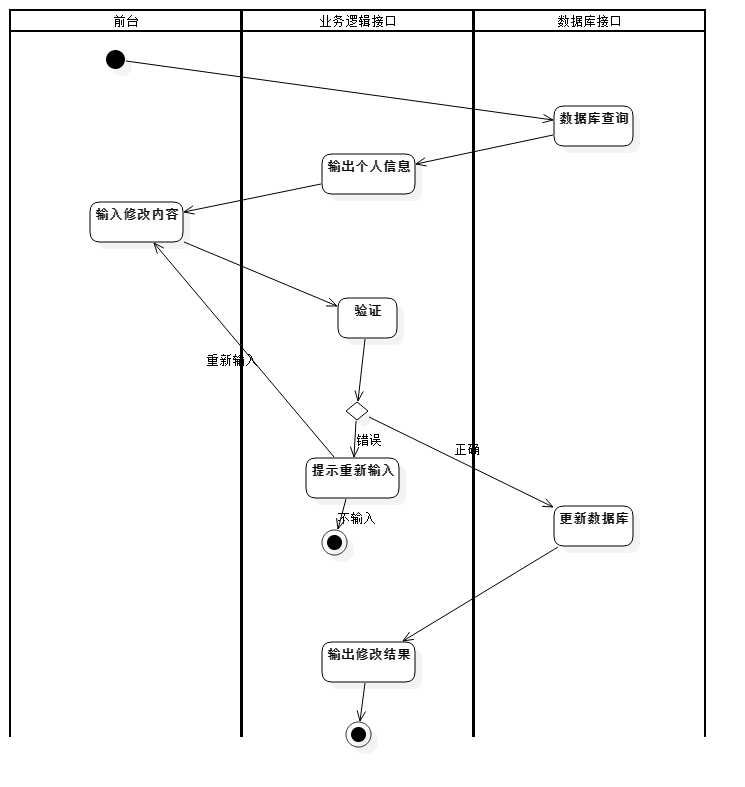 前台
业务逻辑接口
数据库接口
数据库查询
输出个人信息
输入修改内容
验证
重新输入
错误
正确
提示重新输入
不输入
更新数据库
输出修改结果